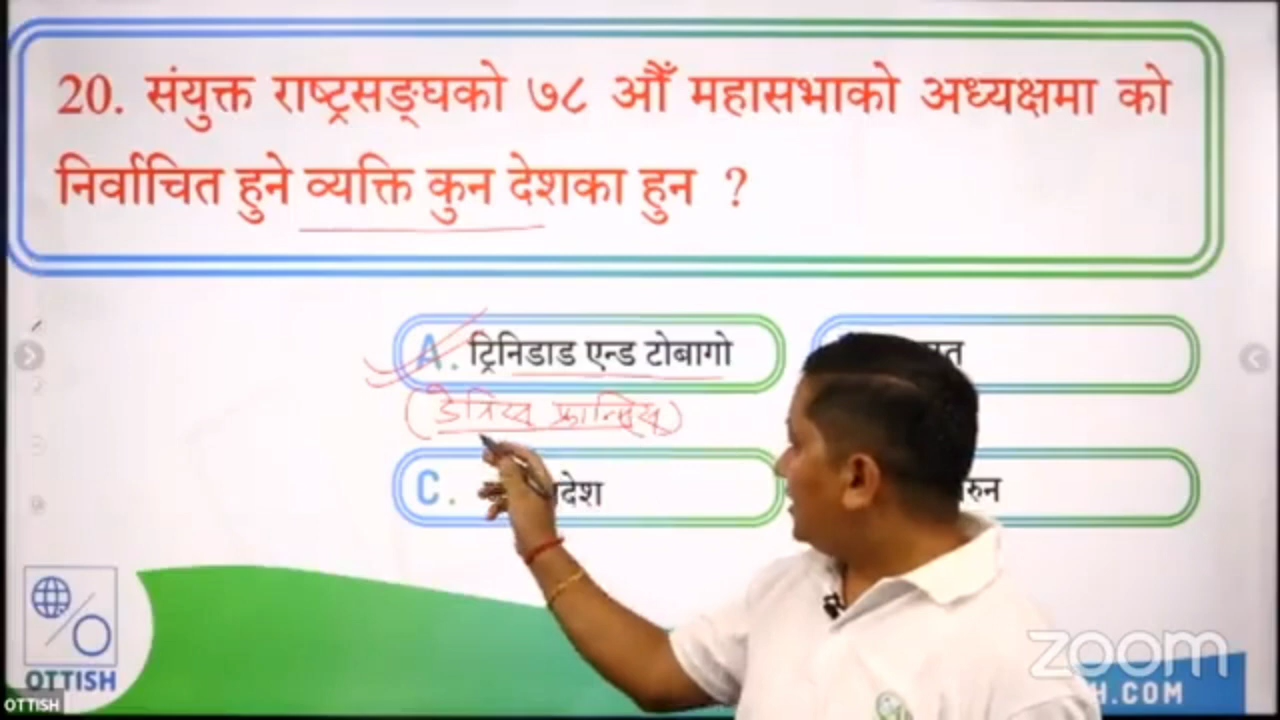 20. संयुक्त राष्ट्रसङ्घको ७८ औँ महासभाको अध्यक्षमा को
निर्वाचित हुने व्यक्ति कुन देशका हुन ?
A. ट्रिनिडाड एन्ड टोबागो
C.
OTTISH
OTTISH
zoom
H.COM